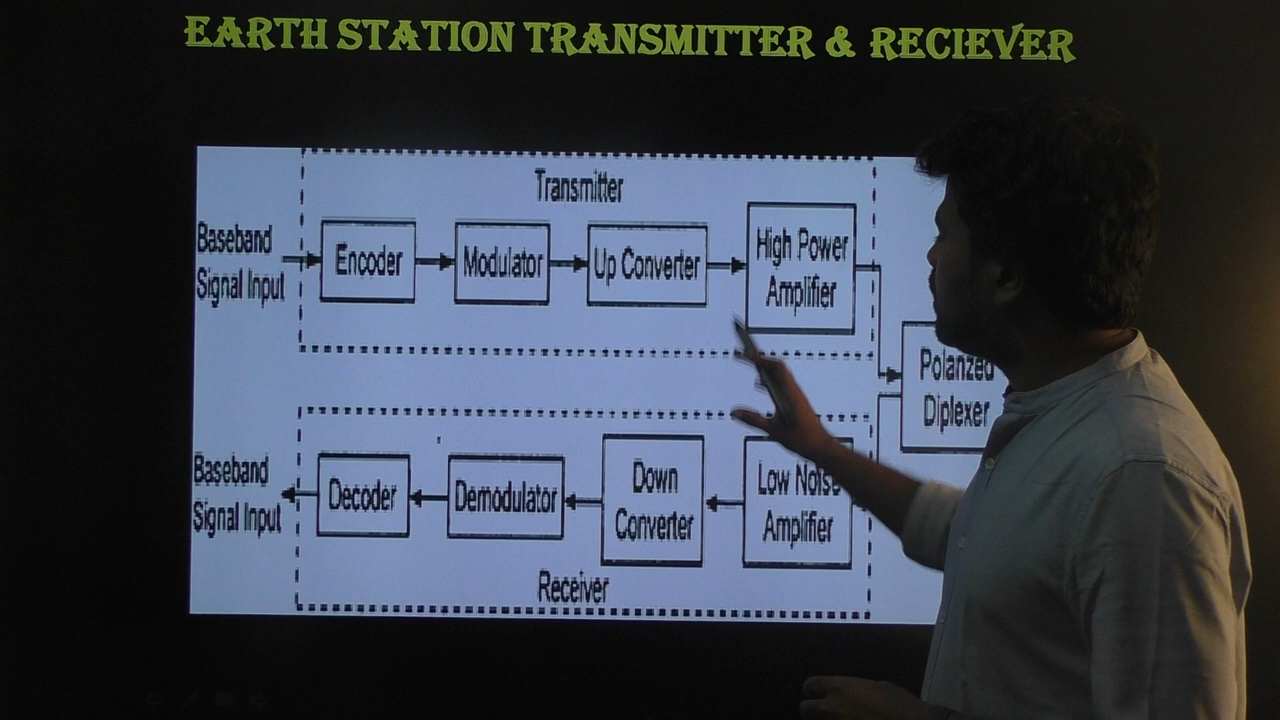 EARTH STATION TRANSMITTER & RECIEVER
Transmitter
Baseband
Signal Input
Encoder
Modulator
Up Converter
High Power
Amplifier
Polarized
Diplexer
Baseband
Signal Input
Decoder
Demodulator
Down
Converter
Low Noise
Amplifier
Receiver